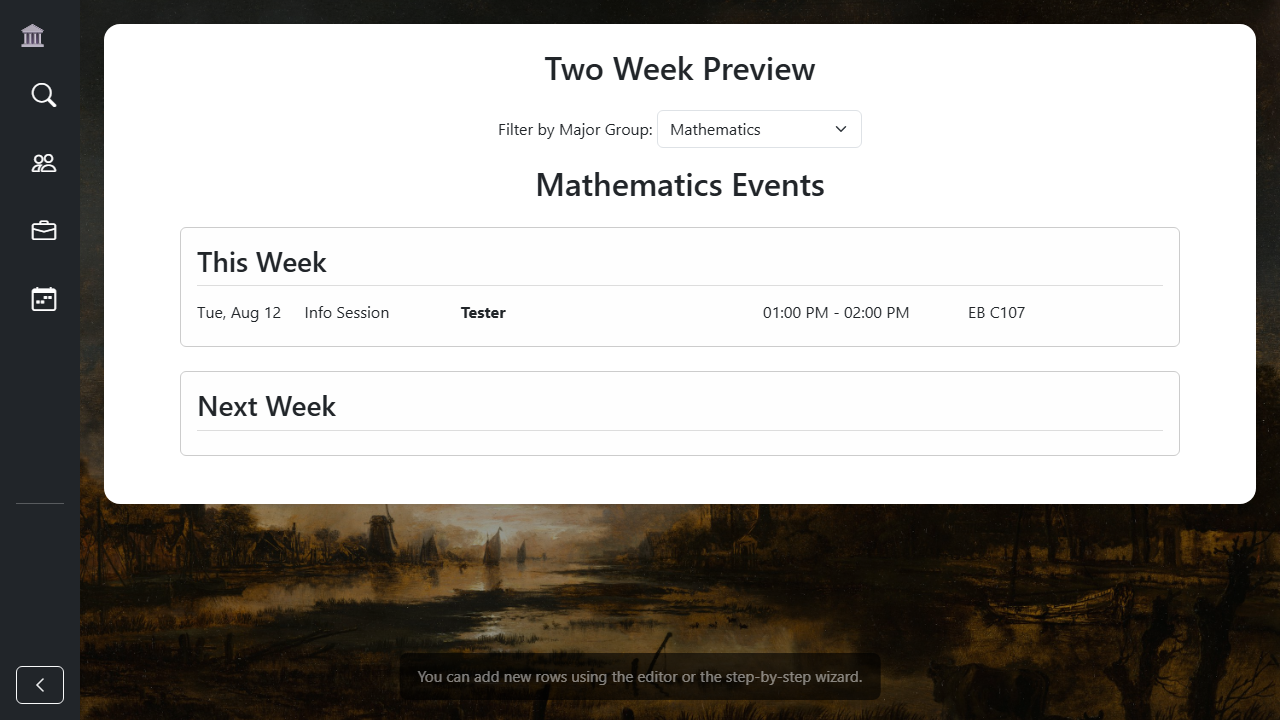 Two Week Preview
Filter by Major Group: Mathematics
Mathematics Events
This Week
Tue, Aug 12 Info Session Tester 01:00 PM - 02:00 PM EB C107
Next Week
You can add new rows using the editor or the step-by-step wizard.